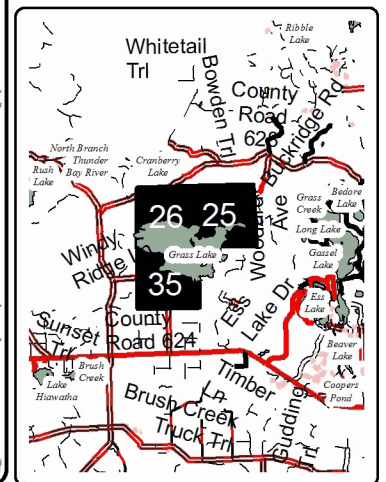 Ribble
Lake
Whitetail
Trl
Bowden Trl
County
Road
626
Buckridge Rd
North Branch
Thunder
Bay River
Rush
Lake
Cranberry
Lake
Woodard
Ave
Grass
Creek
Bedore
Lake
Long Lake
Gassel
Lake
26
25
Windy
Ridge L
Grass Lake
35
Ess
Lake Dr
Ess
Lake
Sunset
Trl
County
Road 624
Brush
Creek
Lake
Hiawatha
Beaver
Lake
Coopers
Pond
Timber
Ln
Brush Creek
Truck Trl
Gudding
Trl